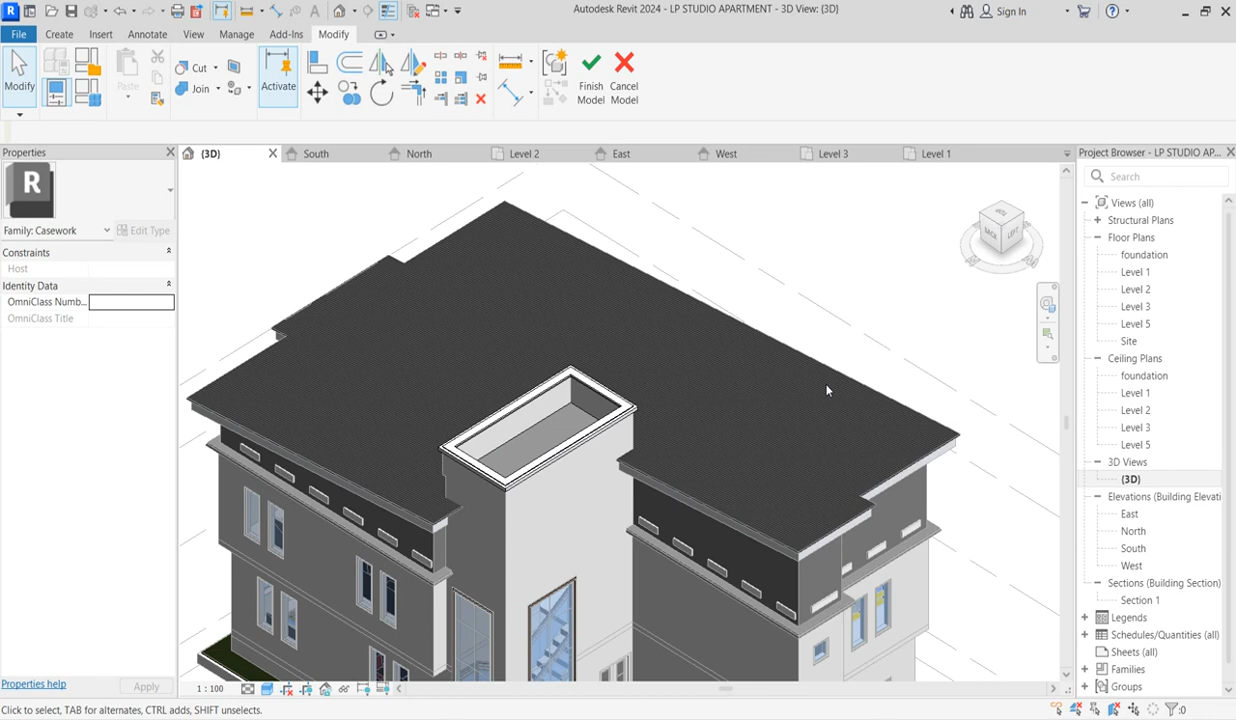 Autodesk Revit 2024 - LP STUDIO APARTMENT - 3D View: {3D}
Sign In
File Create Insert Annotate View Manage Add-Ins Modify
Modify
Paste
Cut
Join
Activate
Finish Model
Cancel Model
Properties
{3D} South North Level 2 East West Level 3 Level 1
R
Family: Casework
Edit Type
Constraints
Host
Identity Data
OmniClass Numb...
OmniClass Title
Properties help
Apply
BACK
LEFT
1 : 100
Project Browser - LP STUDIO AP...
Search
Views (all)
Structural Plans
Floor Plans
foundation
Level 1
Level 2
Level 3
Level 5
Site
Ceiling Plans
foundation
Level 1
Level 2
Level 3
Level 5
3D Views
{3D}
Elevations (Building Elevati
East
North
South
West
Sections (Building Section)
Section 1
Legends
Schedules/Quantities (all)
Sheets (all)
Families
Groups
Click to select, TAB for alternates, CTRL adds, SHIFT unselects.
:0